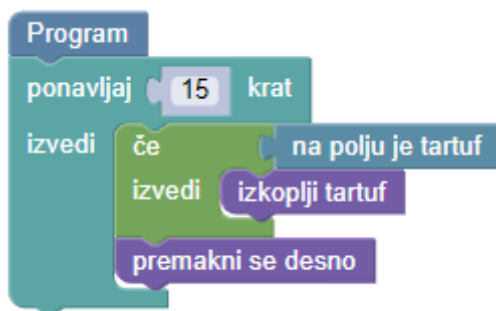 Program
ponavljaj 15 krat
izvedi če na polju je tartuf
izvedi izkoplji tartuf
premakni se desno